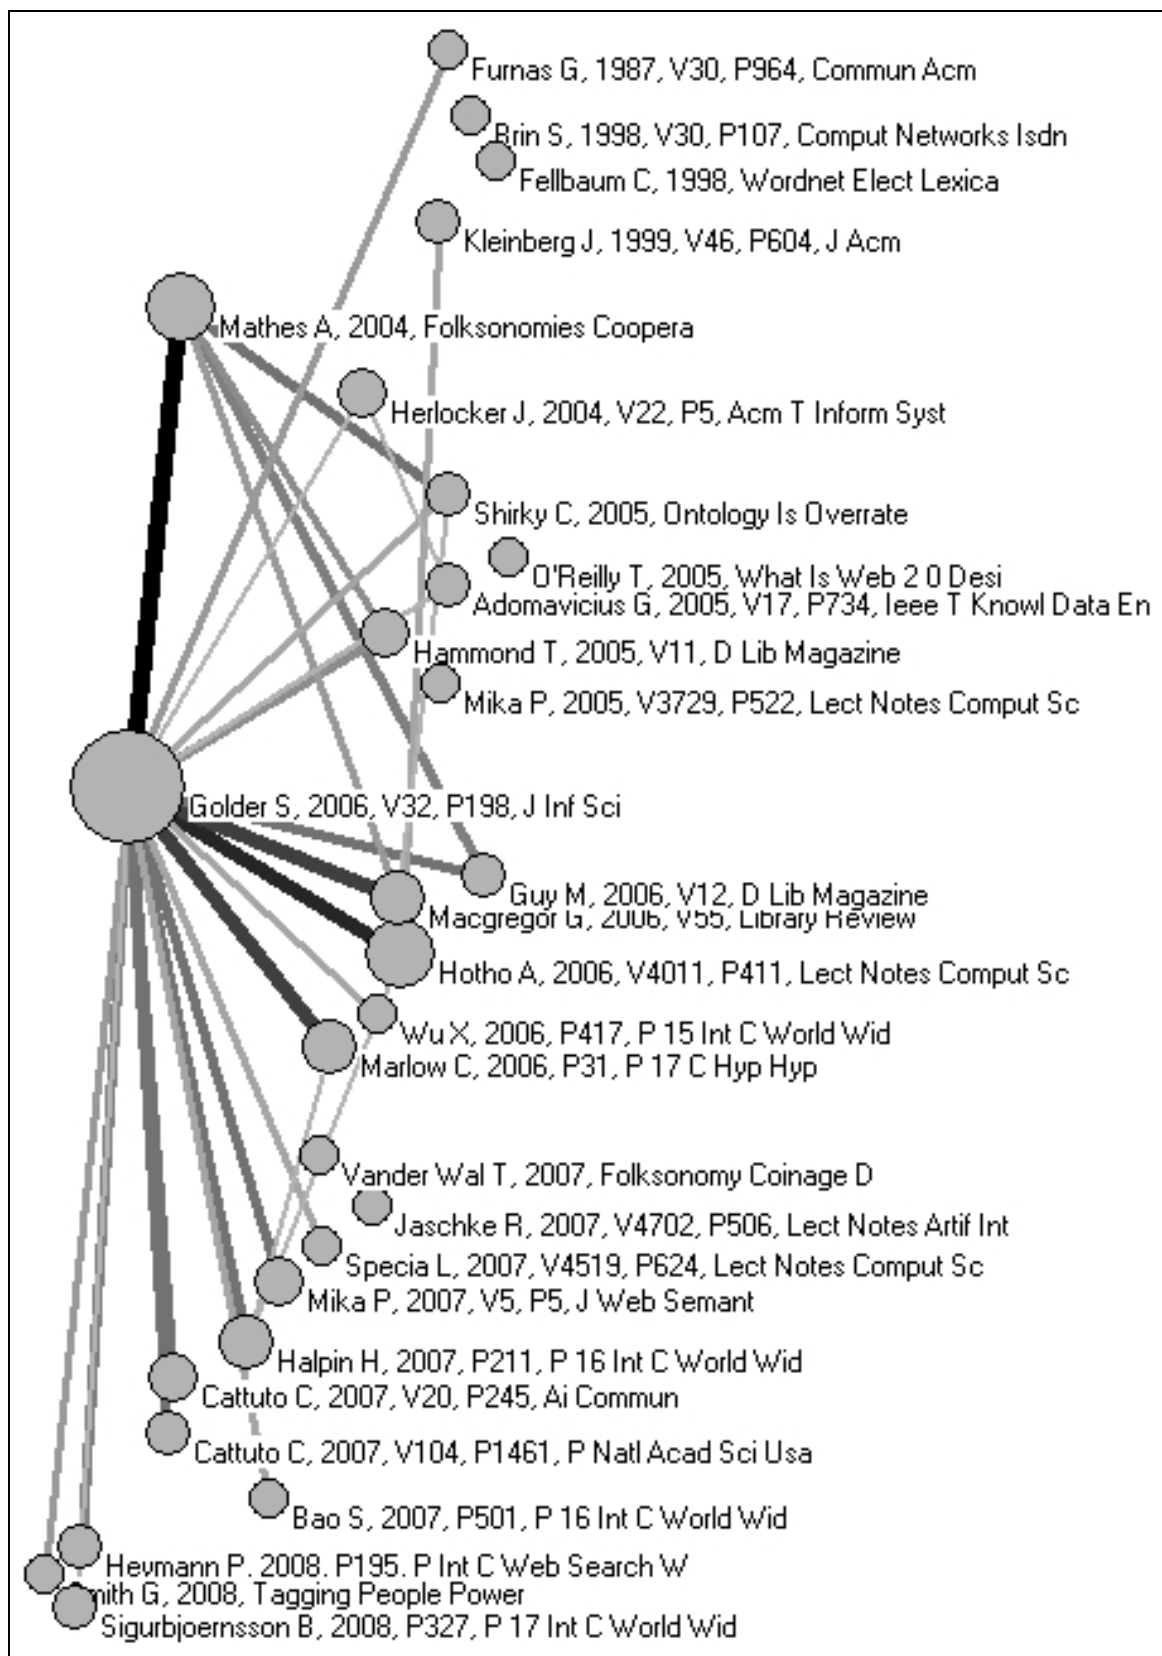 Furnas G, 1987, V30, P964, Commun Acm
Brin S, 1998, V30, P107, Comput Networks Isdn
Fellbaum C, 1998, Wordnet Elect Lexica
Kleinberg J, 1999, V46, P604, J Acm
Mathes A, 2004, Folksonomies Coopera
Herlocker J, 2004, V22, P5, Acm T Inform Syst
Shirky C, 2005, Ontology Is Overrate
O'Reilly T, 2005, What Is Web 2 0 Desi
Adomavicius G, 2005, V17, P734, Ieee T Knowl Data En
Hammond T, 2005, V11, D Lib Magazine
Mika P, 2005, V3729, P522, Lect Notes Comput Sc
Golder S, 2006, V32, P198, J Inf Sci
Guy M, 2006, V12, D Lib Magazine
Macgregor G, 2006, V55, Library Review
Hotho A, 2006, V4011, P411, Lect Notes Comput Sc
Wu X, 2006, P417, P 15 Int C World Wid
Marlow C, 2006, P31, P 17 C Hyp Hyp
Vander Wal T, 2007, Folksonomy Coinage D
Jaschke R, 2007, V4702, P506, Lect Notes Artif Int
Specia L, 2007, V4519, P624, Lect Notes Comput Sc
Mika P, 2007, V5, P5, J Web Semant
Halpin H, 2007, P211, P 16 Int C World Wid
Cattuto C, 2007, V20, P245, Ai Commun
Cattuto C, 2007, V104, P1461, P Natl Acad Sci Usa
Bao S, 2007, P501, P 16 Int C World Wid
Heymann P, 2008, P195, P Int C Web Search W
mith G, 2008, Tagging People Power
Sigurbjoernsson B, 2008, P327, P 17 Int C World Wid